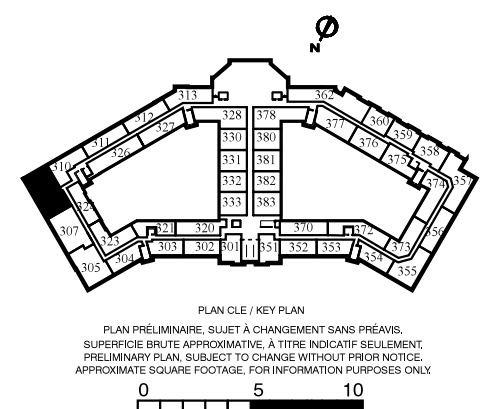 N
313 362
312 328 378 360
311 327 377 359
326 330 380 376 358
310 331 381 375 357
332 382 374
324 333 383
307 323 321 320 370 372 373 356
305 304 303 302 301 351 352 353 354 355
PLAN CLE / KEY PLAN
PLAN PRÉLIMINAIRE, SUJET À CHANGEMENT SANS PRÉAVIS.
SUPERFICIE BRUTE APPROXIMATIVE, À TITRE INDICATIF SEULEMENT,
PRELIMINARY PLAN, SUBJECT TO CHANGE WITHOUT PRIOR NOTICE.
APPROXIMATE SQUARE FOOTAGE, FOR INFORMATION PURPOSES ONLY.
0 5 10